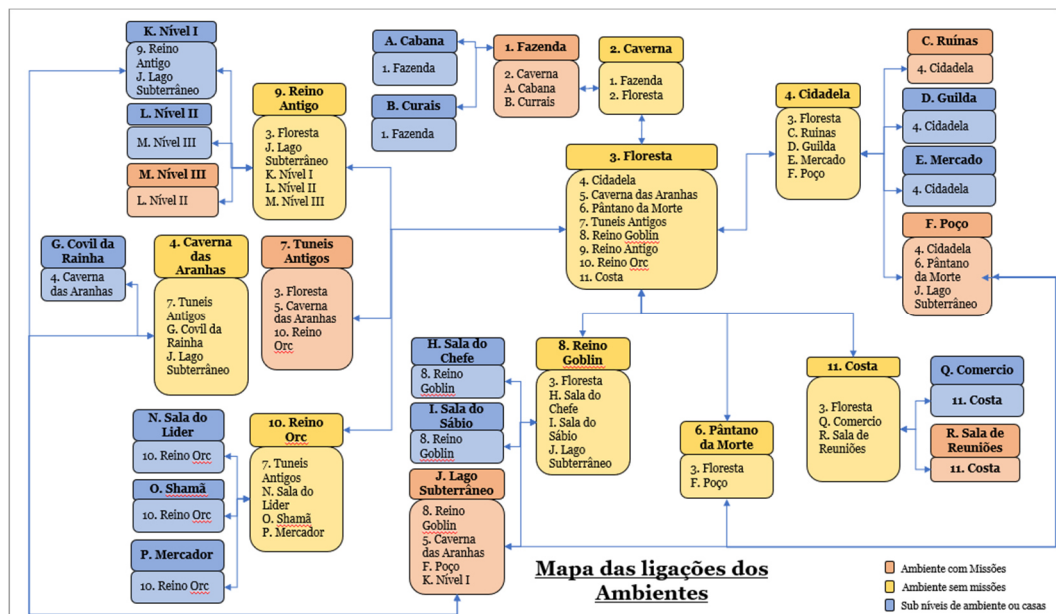 K. Nível I
9. Reino
Antigo
J. Lago
Subterrâneo
L. Nível II
M. Nível III
M. Nível III
L. Nível II
9. Reino
Antigo
3. Floresta
J. Lago
Subterrâneo
K. Nível I
L. Nível II
M. Nível III
A. Cabana
1. Fazenda
B. Curais
1. Fazenda
1. Fazenda
2. Caverna
A. Cabana
B. Currais
2. Caverna
1. Fazenda
2. Floresta
3. Floresta
4. Cidadela
5. Caverna das Aranhas
6. Pântano da Morte
7. Tuneis Antigos
8. Reino Goblin
9. Reino Antigo
10. Reino Orc
11. Costa
4. Cidadela
3. Floresta
C. Ruinas
D. Guilda
E. Mercado
F. Poço
C. Ruínas
4. Cidadela
D. Guilda
4. Cidadela
E. Mercado
4. Cidadela
F. Poço
4. Cidadela
6. Pântano
da Morte
J. Lago
Subterrâneo
G. Covil da
Rainha
4. Caverna
das Aranhas
4. Caverna
das
Aranhas
7. Tuneis
Antigos
G. Covil da
Rainha
J. Lago
Subterrâneo
7. Tuneis
Antigos
3. Floresta
5. Caverna
das Aranhas
10. Reino
Orc
N. Sala do
Lider
10. Reino Orc
O. Shamã
10. Reino Orc
P. Mercador
10. Reino Orc
10. Reino
Orc
7. Tuneis
Antigos
N. Sala do
Líder
O. Shamã
P. Mercador
H. Sala do
Chefe
8. Reino
Goblin
I. Sala do
Sábio
8. Reino
Goblin
J. Lago
Subterrâneo
8. Reino
Goblin
5. Caverna
das Aranhas
F. Poço
K. Nível I
8. Reino
Goblin
3. Floresta
H. Sala do
Chefe
I. Sala do
Sábio
J. Lago
Subterrâneo
6. Pântano
da Morte
3. Floresta
F. Poço
11. Costa
3. Floresta
Q. Comercio
R. Sala de
Reuniões
Q. Comercio
11. Costa
R. Sala de
Reuniões
11. Costa
Mapa das ligações dos
Ambientes
Ambiente com Missões
Ambiente sem missões
Sub níveis de ambiente ou casas